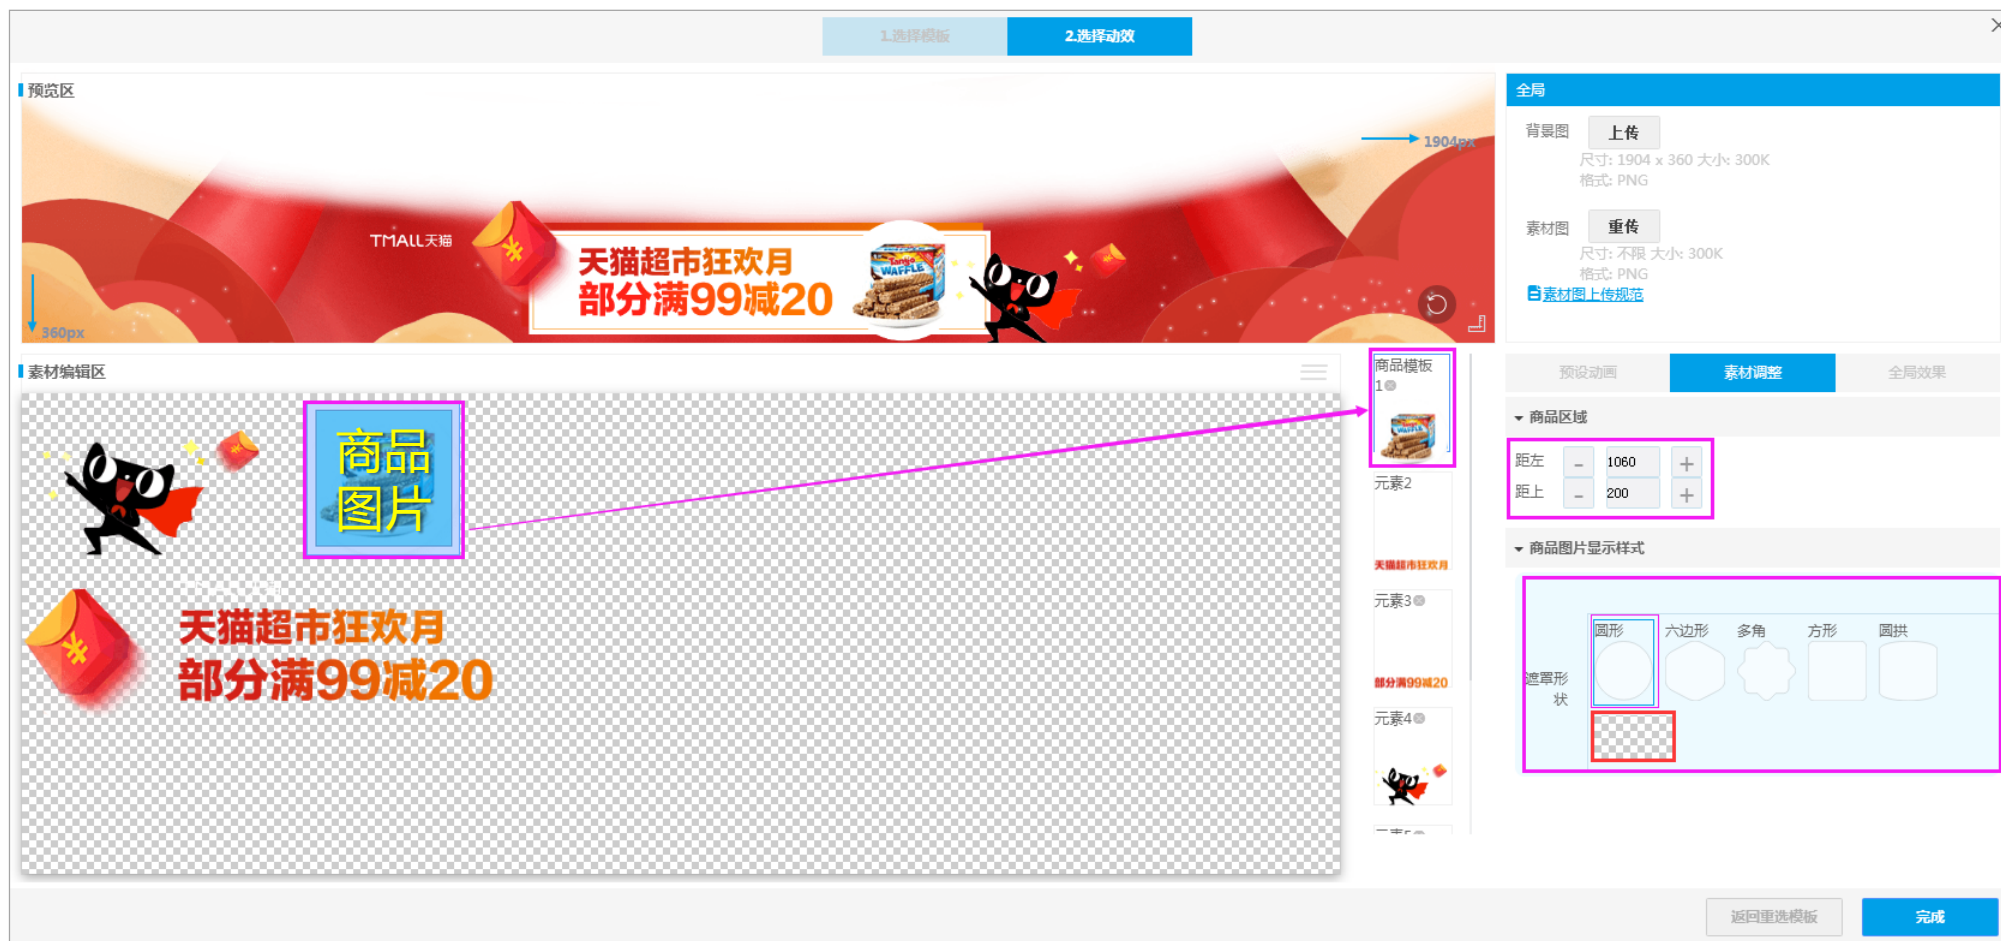 1.选择模板
2.选择动效
预览区
1904px
360px
TMALL天猫
天猫超市狂欢月
部分满99减20
Tanyo
WAFFLE
全局
背景图
上传
尺寸: 1904 x 360 大小: 300K
格式: PNG
素材图
重传
尺寸: 不限 大小: 300K
格式: PNG
素材图上传规范
素材编辑区
商品
图片
天猫超市狂欢月
部分满99减20
商品模板
1
WAFFLE
元素2
天猫超市狂欢月
元素3
部分满99减20
元素4
元素5
预设动画
素材调整
全局效果
商品区域
距左
-
1060
+
距上
-
200
+
商品图片显示样式
遮罩形
状
圆形
六边形
多角
方形
圆拱
返回重选模板
完成